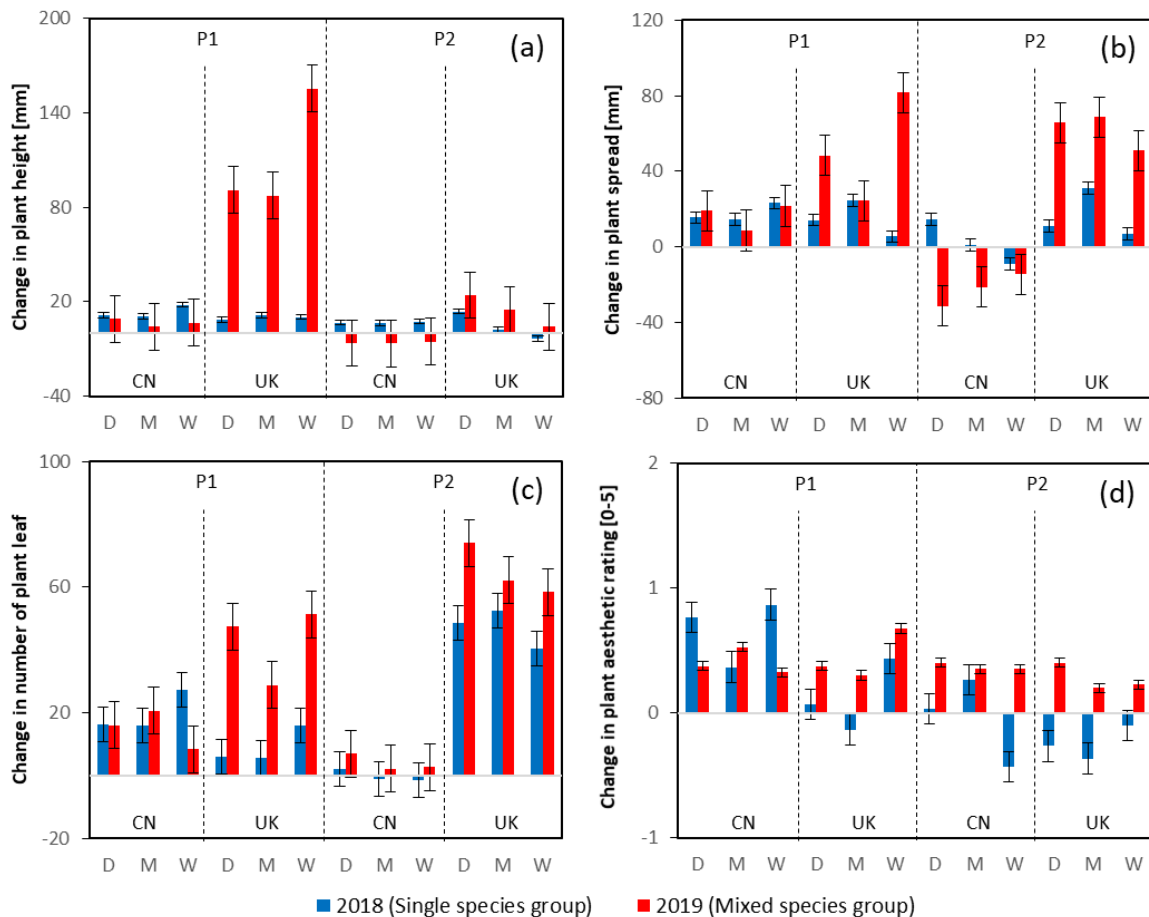 200
140
80
20
-40
Change in plant height [mm]
P1
P2
(a)
CN
UK
CN
UK
D M W D M W D M W D M W
120
80
40
0
-40
-80
Change in plant spread [mm]
P1
P2
(b)
CN
UK
CN
UK
D M W D M W D M W D M W
100
60
20
-20
Change in number of plant leaf
P1
P2
(c)
CN
UK
CN
UK
D M W D M W D M W D M W
2
1
0
-1
Change in plant aesthetic rating [0-5]
P1
P2
(d)
CN
UK
CN
UK
D M W D M W D M W D M W
2018 (Single species group)
2019 (Mixed species group)